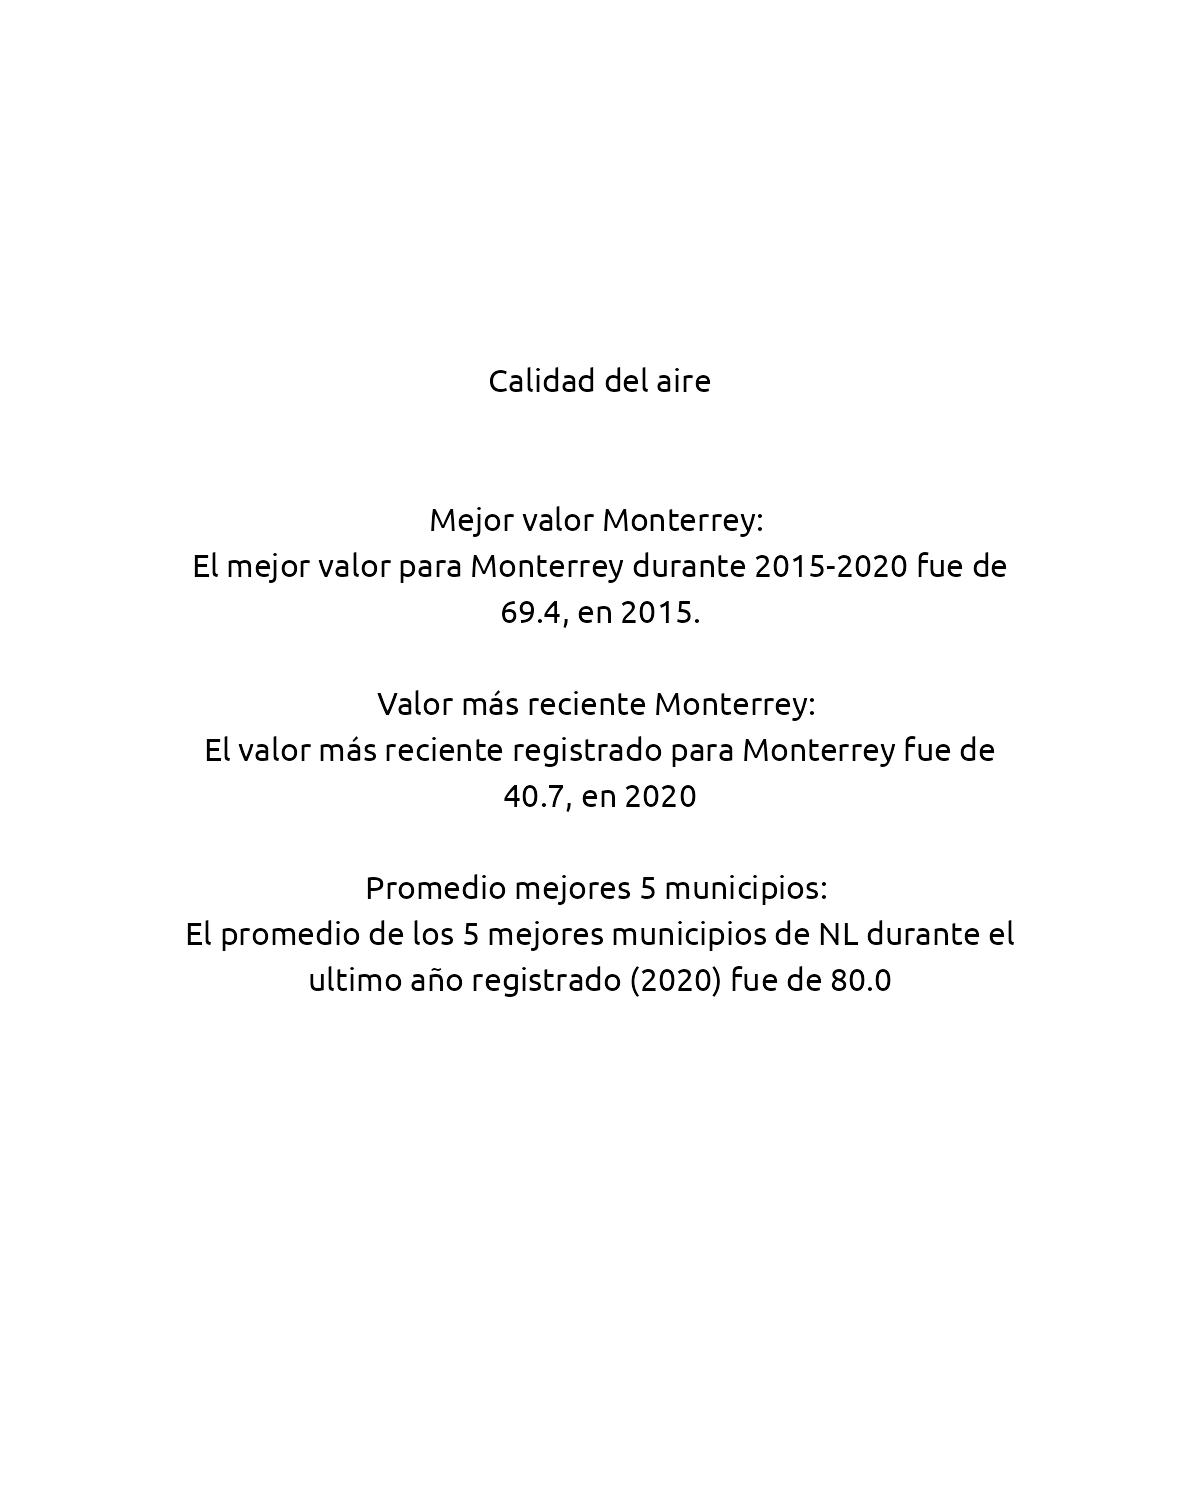 Calidad del aire
Mejor valor Monterrey:
El mejor valor para Monterrey durante 2015-2020 fue de
69.4, en 2015.
Valor más reciente Monterrey:
El valor más reciente registrado para Monterrey fue de
40.7, en 2020
Promedio mejores 5 municipios:
El promedio de los 5 mejores municipios de NL durante el
ultimo año registrado (2020) fue de 80.0